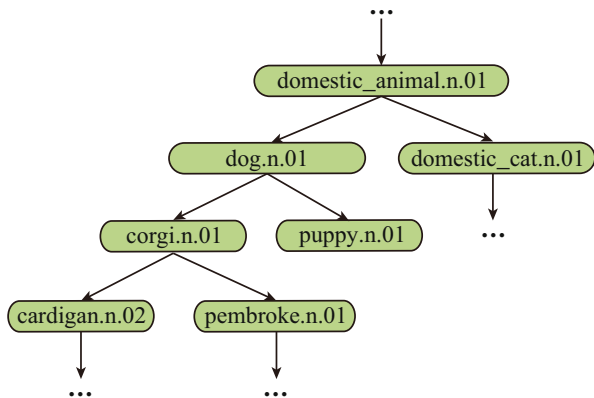 ...
domestic_animal.n.01
dog.n.01
domestic_cat.n.01
corgi.n.01
puppy.n.01
...
cardigan.n.02
pembroke.n.01
...
...